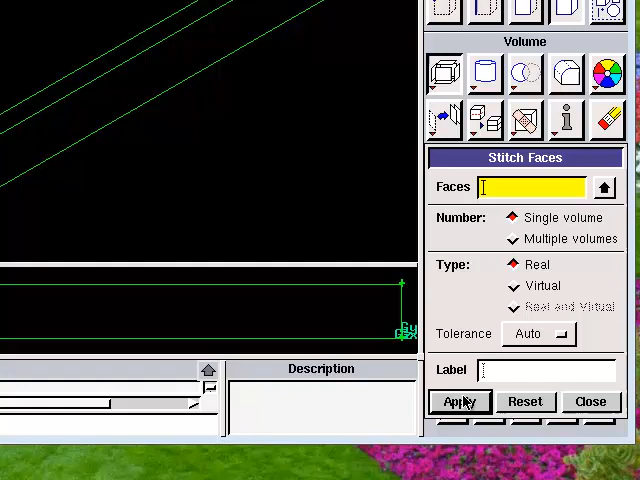 Volume
Stitch Faces
Faces
Number: Single volume
Multiple volumes
Type: Real
Virtual
Real and Virtual
Tolerance Auto
Label
Apply Reset Close
Description